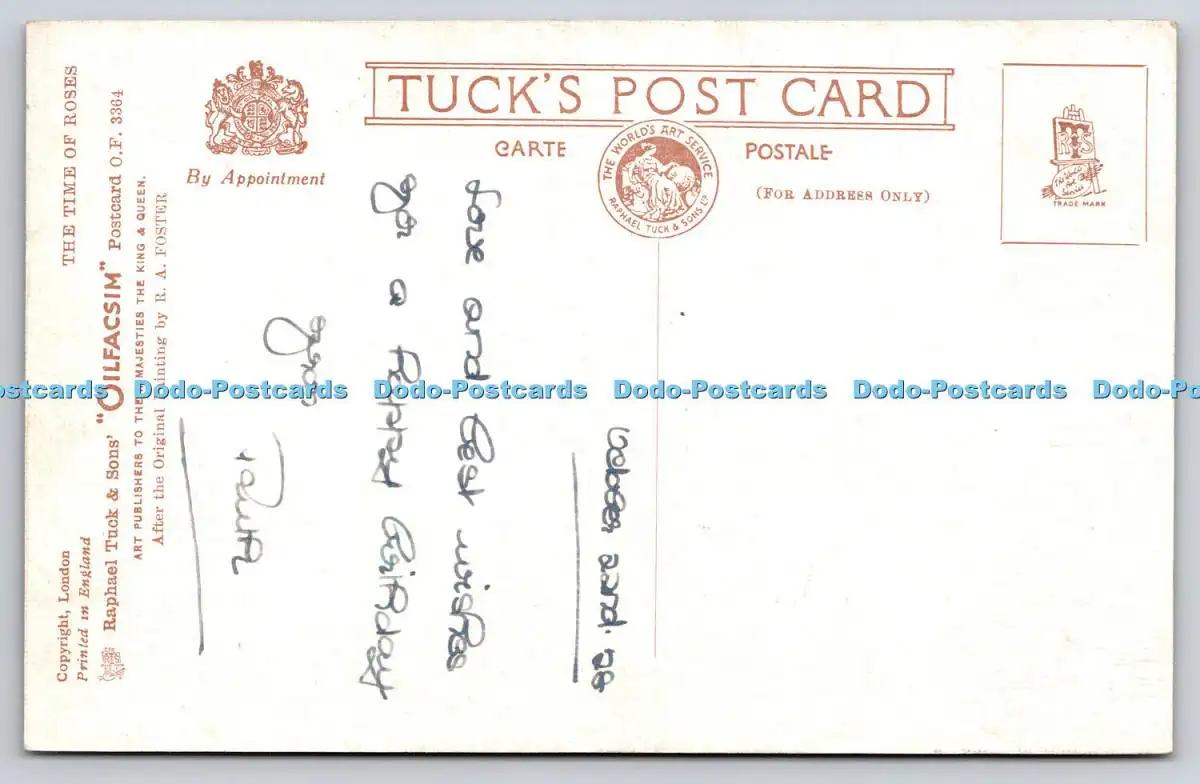 TUCK'S POST CARD
CARTE POSTALE
(FOR ADDRESS ONLY)
THE WORLD'S ART SERVICE
RAPHAEL TUCK & SONS LD
By Appointment
TRADE MARK
THE TIME OF ROSES
Copyright, London
Printed in England
Raphael Tuck & Sons' "OILFACSIM" Postcard O.F. 3364
ART PUBLISHERS TO THEIR MAJESTIES THE KING & QUEEN.
After the Original Painting by R. A. FOSTER
love and best wishes
for a happy birthday
from
Ruth
Dodo-Postcards Dodo-Postcards Dodo-Postcards Dodo-Postcards Dodo-Postcards